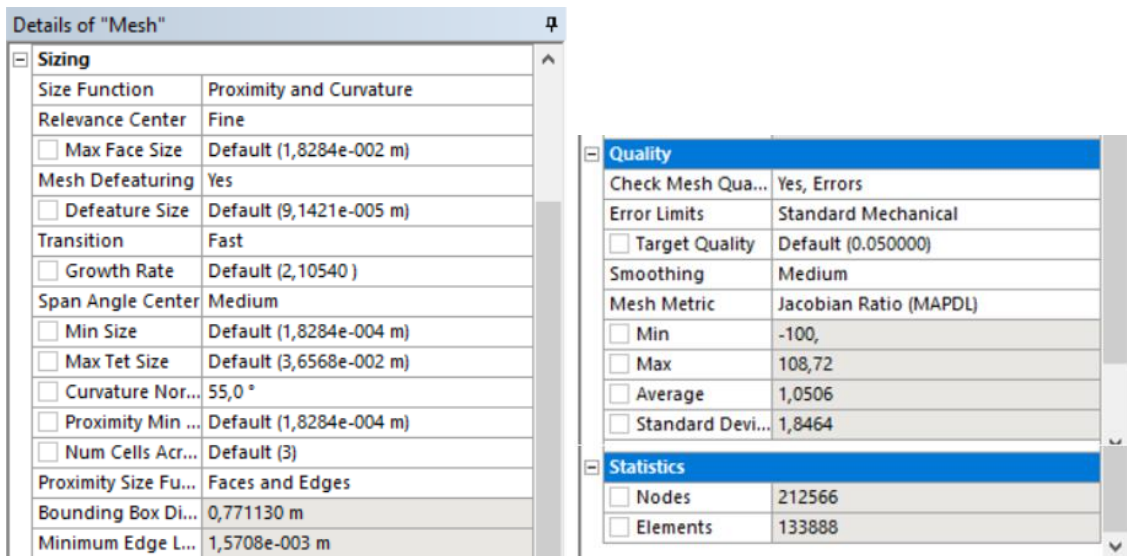 Details of "Mesh"
Sizing
Size Function Proximity and Curvature
Relevance Center Fine
Max Face Size Default (1,8284e-002 m)
Mesh Defeaturing Yes
Defeature Size Default (9,1421e-005 m)
Transition Fast
Growth Rate Default (2,10540 )
Span Angle Center Medium
Min Size Default (1,8284e-004 m)
Max Tet Size Default (3,6568e-002 m)
Curvature Nor... 55,0 °
Proximity Min ... Default (1,8284e-004 m)
Num Cells Acr... Default (3)
Proximity Size Fu... Faces and Edges
Bounding Box Di... 0,771130 m
Minimum Edge L... 1,5708e-003 m
Quality
Check Mesh Qua... Yes, Errors
Error Limits Standard Mechanical
Target Quality Default (0.050000)
Smoothing Medium
Mesh Metric Jacobian Ratio (MAPDL)
Min -100,
Max 108,72
Average 1,0506
Standard Devi... 1,8464
Statistics
Nodes 212566
Elements 133888